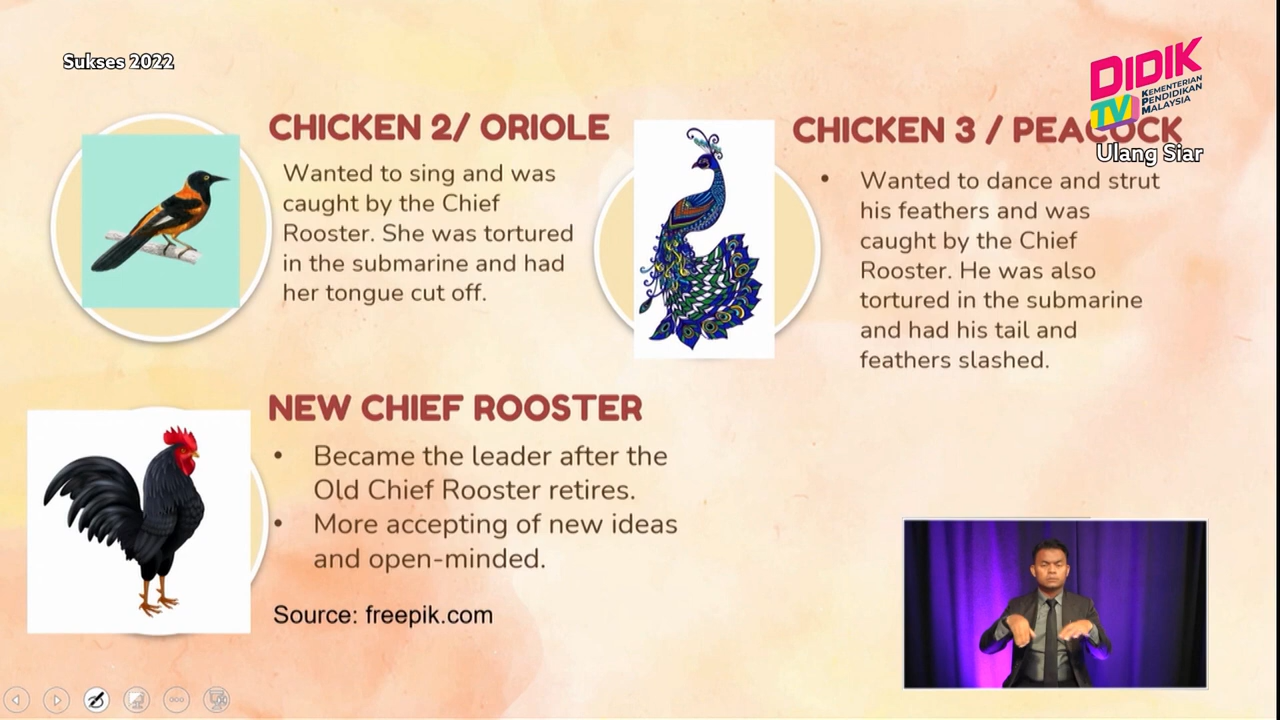 Sukses 2022
DIDIK
TV
KEMENTERIAN
PENDIDIKAN
MALAYSIA
Ulang Siar
CHICKEN 2/ ORIOLE
Wanted to sing and was
caught by the Chief
Rooster. She was tortured
in the submarine and had
her tongue cut off.
CHICKEN 3 / PEACOCK
• Wanted to dance and strut
his feathers and was
caught by the Chief
Rooster. He was also
tortured in the submarine
and had his tail and
feathers slashed.
NEW CHIEF ROOSTER
• Became the leader after the
Old Chief Rooster retires.
• More accepting of new ideas
and open-minded.
Source: freepik.com